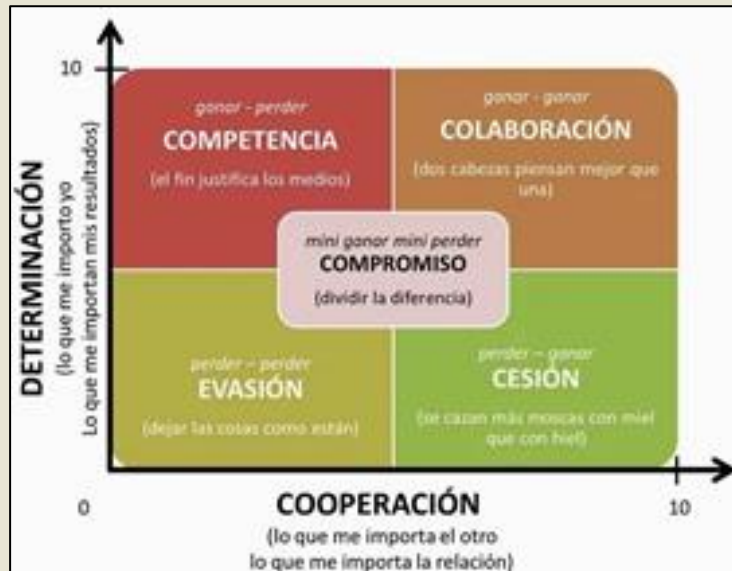 10
ganar - perder
COMPETENCIA
(el fin justifica los medios)
ganar - ganar
COLABORACIÓN
(dos cabezas piensan mejor que
una)
mini ganar mini perder
COMPROMISO
(dividir la diferencia)
perder – perder
EVASIÓN
(dejar las cosas como están)
perder – ganar
CESIÓN
(se cazan más moscas con miel
que con hiel)
DETERMINACIÓN
(lo que me importo yo
Lo que me importan mis resultados)
0
COOPERACIÓN
10
(lo que me importa el otro
lo que me importa la relación)